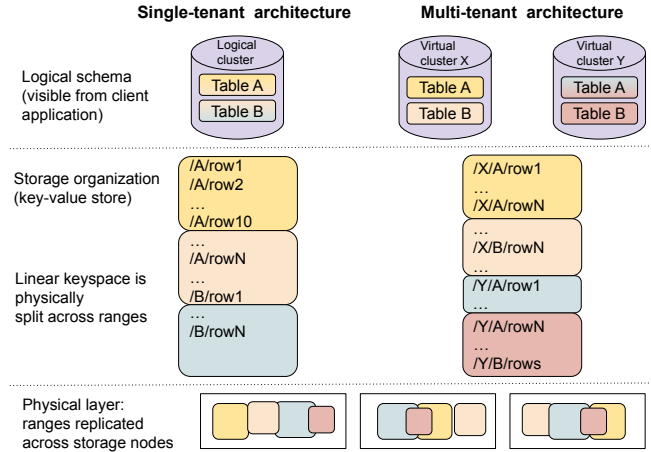 Single-tenant architecture
Multi-tenant architecture
Logical schema
(visible from client
application)
Logical
cluster
Table A
Table B
Virtual
cluster X
Table A
Table B
Virtual
cluster Y
Table A
Table B
Storage organization
(key-value store)
Linear keyspace is
physically
split across ranges
/A/row1
/A/row2
…
/A/row10
…
/A/rowN
…
/B/row1
…
/B/rowN
/X/A/row1
…
/X/A/rowN
…
/X/B/rowN
…
/Y/A/row1
…
/Y/A/rowN
…
/Y/B/rows
Physical layer:
ranges replicated
across storage nodes